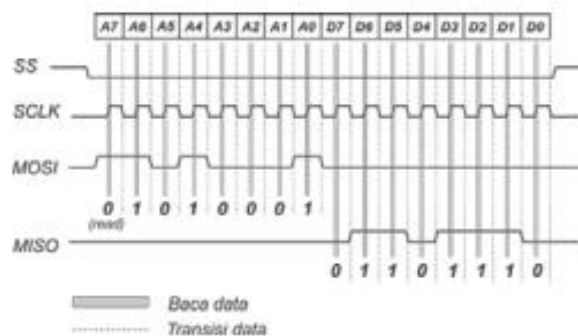 A7 A6 A5 A4 A3 A2 A1 A0 D7 D6 D5 D4 D3 D2 D1 D0
SS
SCLK
MOSI
0 1 0 1 0 0 0 1
(read)
MISO
0 1 1 0 1 1 1 0
Baca data
Transisi data